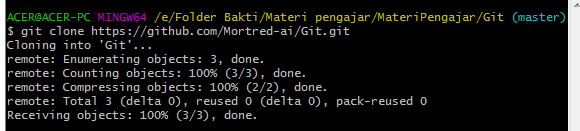 ACER@ACER-PC MINGW64 /e/Folder Bakti/Materi pengajar/MateriPengajar/Git (master)
$ git clone https://github.com/Mortred-ai/Git.git
Cloning into 'Git'...
remote: Enumerating objects: 3, done.
remote: Counting objects: 100% (3/3), done.
remote: Compressing objects: 100% (2/2), done.
remote: Total 3 (delta 0), reused 0 (delta 0), pack-reused 0
Receiving objects: 100% (3/3), done.